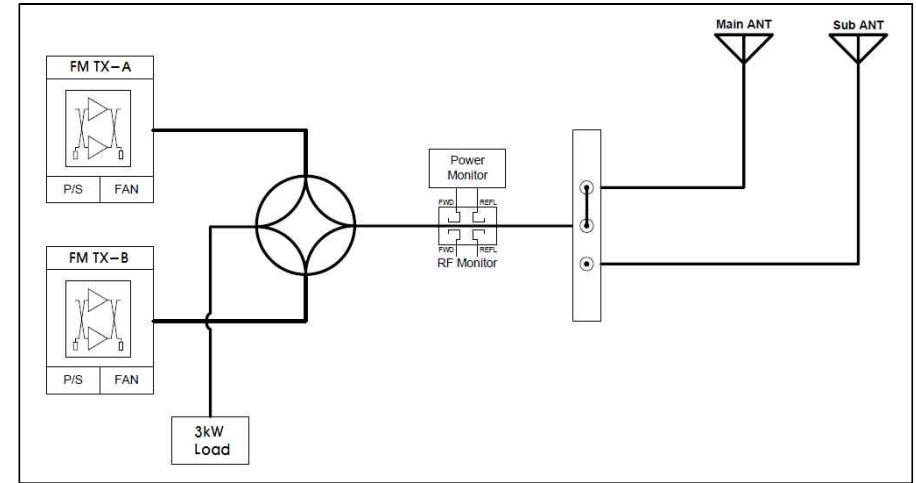 Main ANT
Sub ANT
FM TX-A
P/S
FAN
Power
Monitor
FWD
REFL
FWD
REFL
RF Monitor
FM TX-B
P/S
FAN
3kW
Load